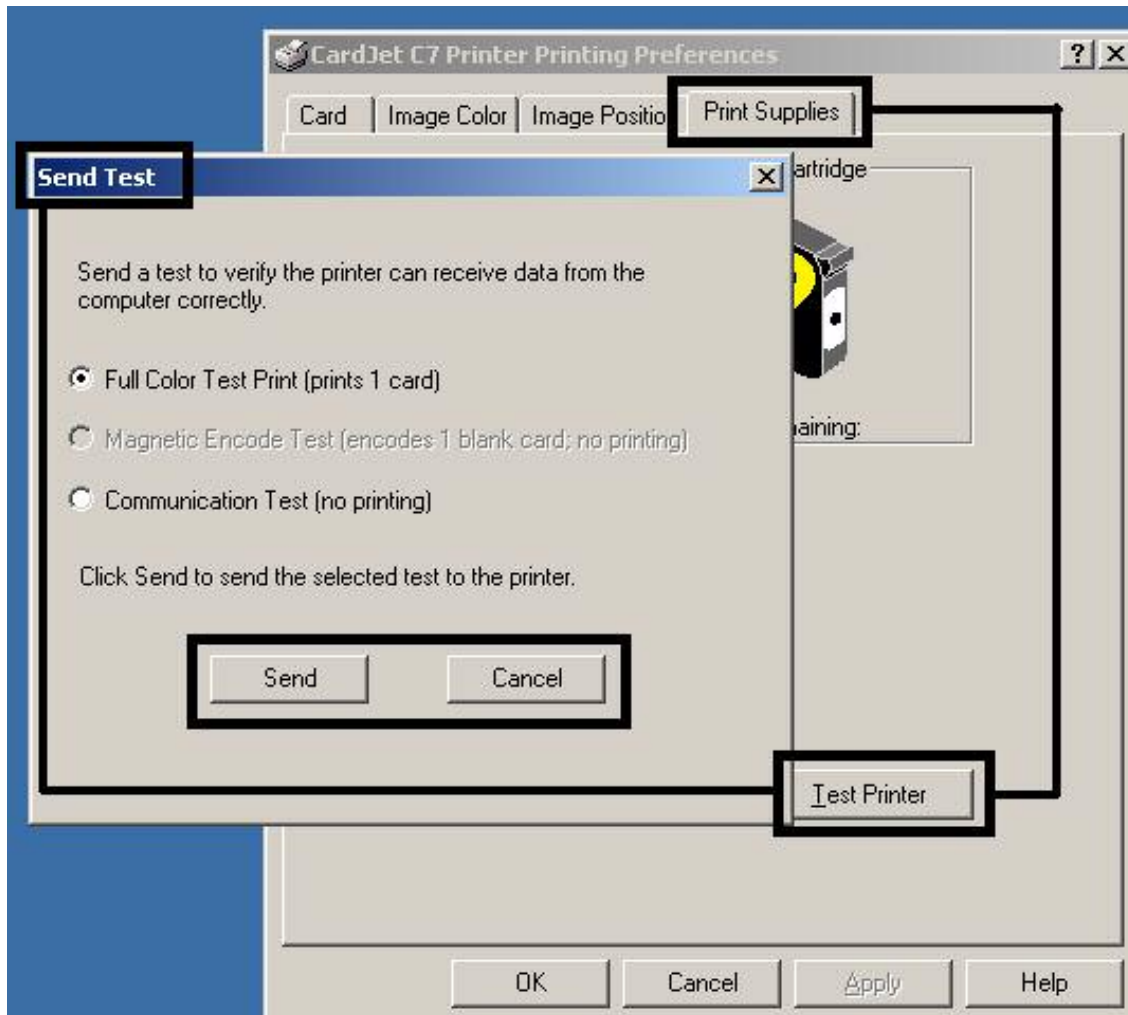 CardJet C7 Printer Printing Preferences
Card Image Color Image Positio Print Supplies
Send Test
artridge
Send a test to verify the printer can receive data from the
computer correctly.
Full Color Test Print (prints 1 card)
Magnetic Encode Test (encodes 1 blank card; no printing)
aining:
Communication Test (no printing)
Click Send to send the selected test to the printer.
Send Cancel
Test Printer
OK Cancel Apply Help